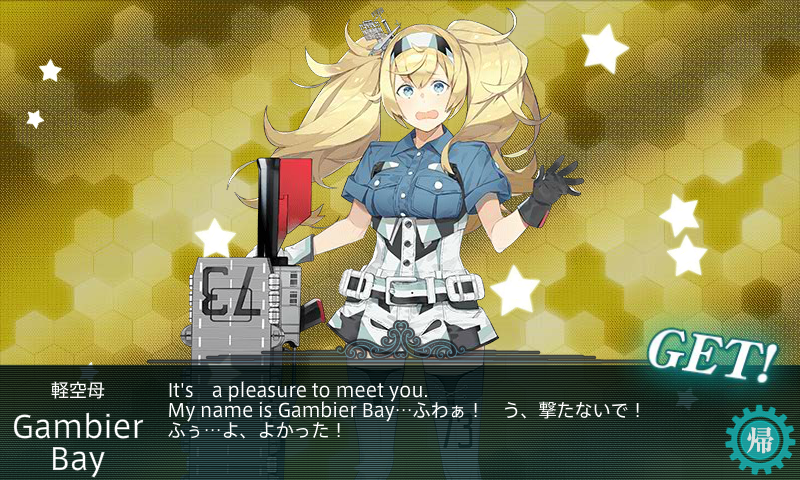 73
GET!
軽空母
Gambier
Bay
It's　a pleasure to meet you.
My name is Gambier Bay…ふわぁ！　う、撃たないで！
ふぅ…よ、よかった！
73
帰